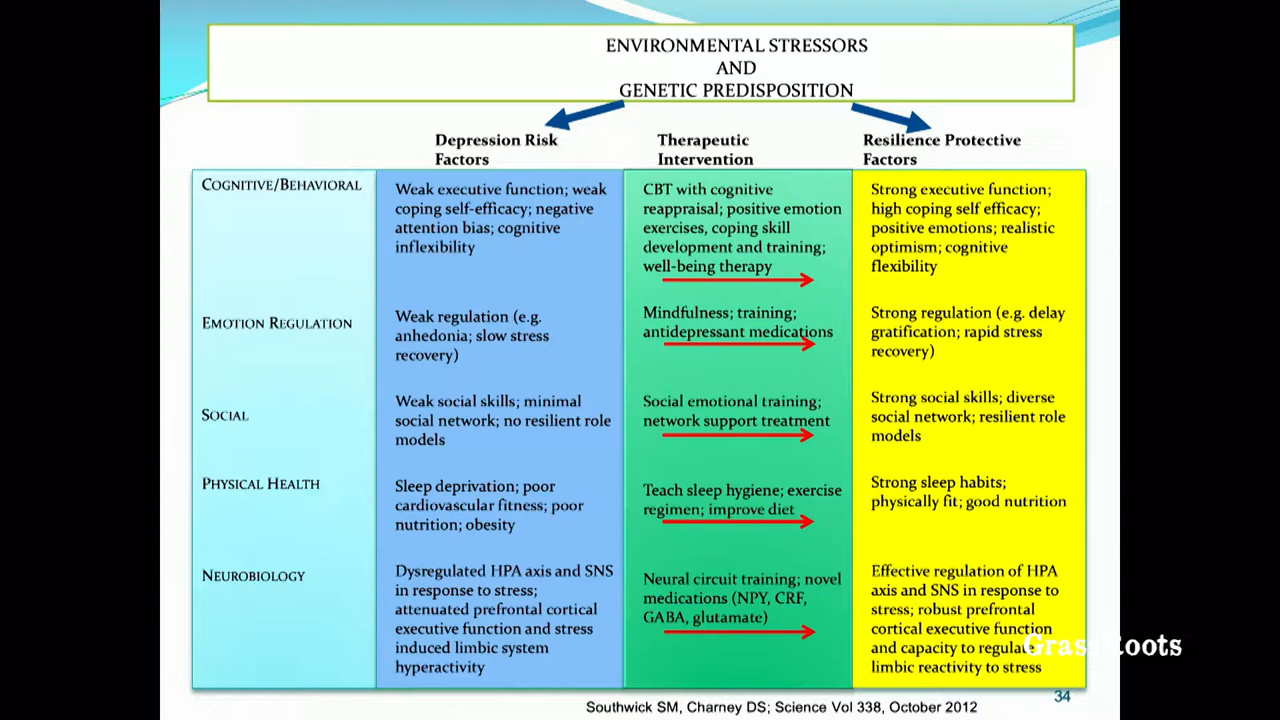 ENVIRONMENTAL STRESSORS
AND
GENETIC PREDISPOSITION
Depression Risk
Factors
Therapeutic
Intervention
Resilience Protective
Factors
COGNITIVE/BEHAVIORAL
Weak executive function; weak
coping self-efficacy; negative
attention bias; cognitive
inflexibility
CBT with cognitive
reappraisal; positive emotion
exercises, coping skill
development and training;
well-being therapy
Strong executive function;
high coping self efficacy;
positive emotions; realistic
optimism; cognitive
flexibility
EMOTION REGULATION
Weak regulation (e.g.
anhedonia; slow stress
recovery)
Mindfulness; training;
antidepressant medications
Strong regulation (e.g. delay
gratification; rapid stress
recovery)
SOCIAL
Weak social skills; minimal
social network; no resilient role
models
Social emotional training;
network support treatment
Strong social skills; diverse
social network; resilient role
models
PHYSICAL HEALTH
Sleep deprivation; poor
cardiovascular fitness; poor
nutrition; obesity
Teach sleep hygiene; exercise
regimen; improve diet
Strong sleep habits;
physically fit; good nutrition
NEUROBIOLOGY
Dysregulated HPA axis and SNS
in response to stress;
attenuated prefrontal cortical
executive function and stress
induced limbic system
hyperactivity
Neural circuit training; novel
medications (NPY, CRF,
GABA, glutamate)
Effective regulation of HPA
axis and SNS in response to
stress; robust prefrontal
cortical executive function
and capacity to regulate
limbic reactivity to stress
GrassRoots
34
Southwick SM, Charney DS; Science Vol 338, October 2012